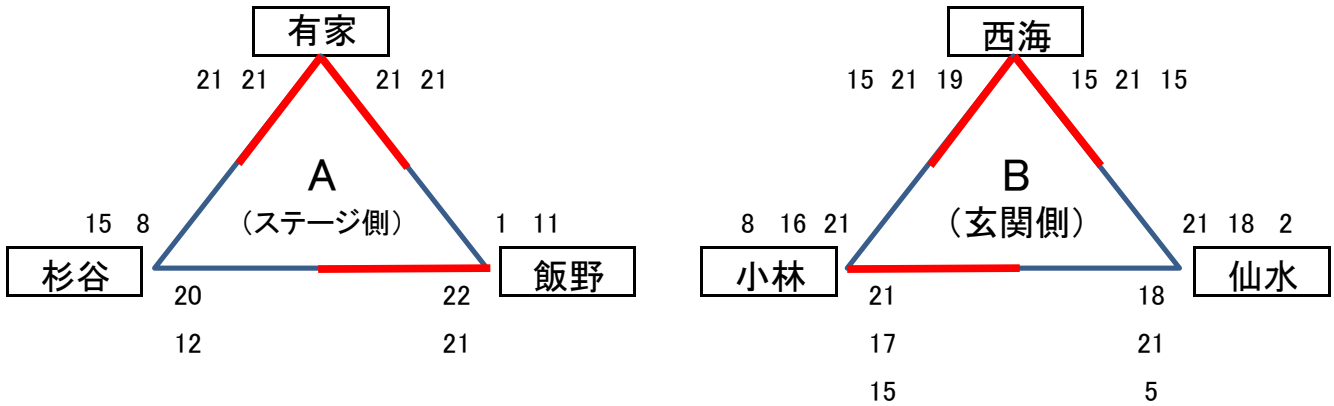 有家 西海
21 21 21 21 15 21 19 15 21 15
A B
(ステージ側) (玄関側)
15 8 1 11 8 16 21 21 18 2
杉谷 飯野 小林 仙水
20 22 21 18
12 21 17 21
15 5